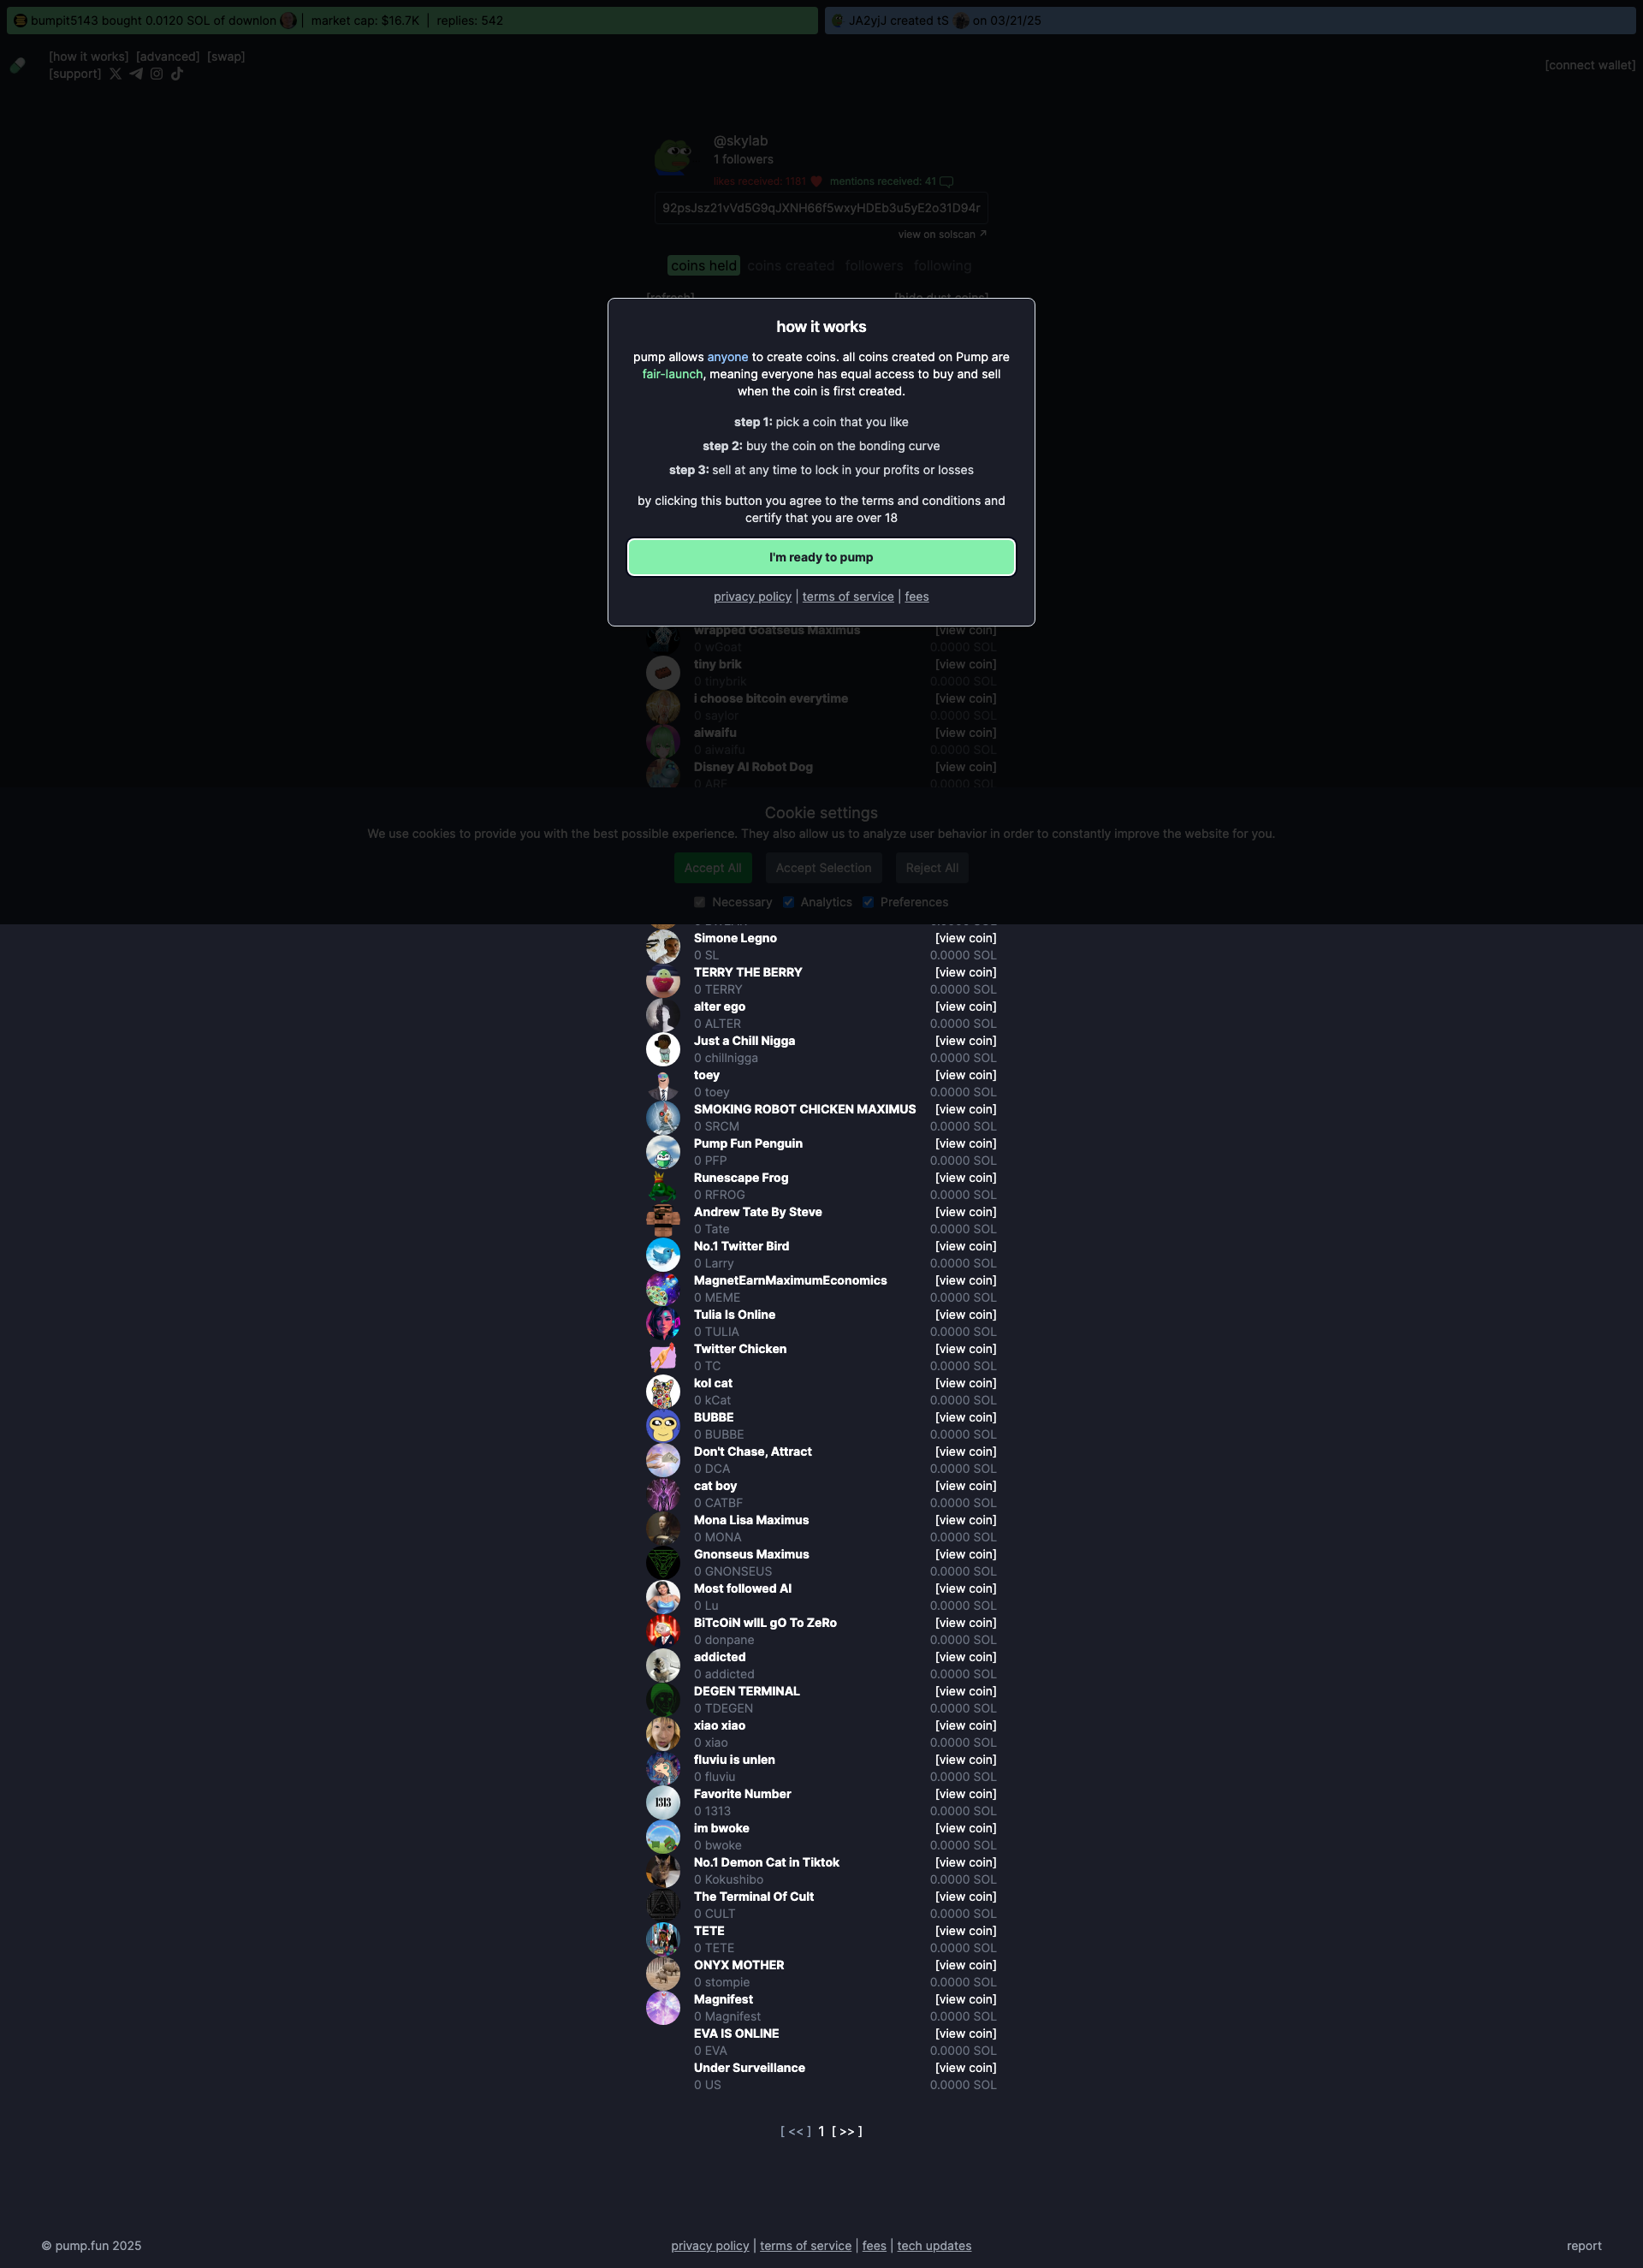 bumpit5143 bought 0.0120 SOL of downlon | market cap: $16.7K | replies: 542
JA2yjJ created tS on 03/21/25
[how it works] [advanced] [swap]
[support]
[connect wallet]
@skylab
1 followers
likes received: 1181 mentions received: 41
92psJsz21vVd5G9qJXNH66f5wxyHDEb3u5yE2o31D94r
view on solscan ↗
coins held coins created followers following
[refresh] [hide dust coins]
how it works
pump allows anyone to create coins. all coins created on Pump are
fair-launch, meaning everyone has equal access to buy and sell
when the coin is first created.
step 1: pick a coin that you like
step 2: buy the coin on the bonding curve
step 3: sell at any time to lock in your profits or losses
by clicking this button you agree to the terms and conditions and
certify that you are over 18
I'm ready to pump
privacy policy | terms of service | fees
wrapped Goatseus Maximus [view coin]
0 wGoat 0.0000 SOL
tiny brik [view coin]
0 tinybrik 0.0000 SOL
i choose bitcoin everytime [view coin]
0 saylor 0.0000 SOL
aiwaifu [view coin]
0 aiwaifu 0.0000 SOL
Disney AI Robot Dog [view coin]
0.0000 SOL
Cookie settings
We use cookies to provide you with the best possible experience. They also allow us to analyze user behavior in order to constantly improve the website for you.
Accept All Accept Selection Reject All
Necessary Analytics Preferences
Simone Legno [view coin]
0 SL 0.0000 SOL
TERRY THE BERRY [view coin]
0 TERRY 0.0000 SOL
alter ego [view coin]
0 ALTER 0.0000 SOL
Just a Chill Nigga [view coin]
0 chillnigga 0.0000 SOL
toey [view coin]
0 toey 0.0000 SOL
SMOKING ROBOT CHICKEN MAXIMUS [view coin]
0 SRCM 0.0000 SOL
Pump Fun Penguin [view coin]
0 PFP 0.0000 SOL
Runescape Frog [view coin]
0 RFROG 0.0000 SOL
Andrew Tate By Steve [view coin]
0 Tate 0.0000 SOL
No.1 Twitter Bird [view coin]
0 Larry 0.0000 SOL
MagnetEarnMaximumEconomics [view coin]
0 MEME 0.0000 SOL
Tulia Is Online [view coin]
0 TULIA 0.0000 SOL
Twitter Chicken [view coin]
0 TC 0.0000 SOL
kol cat [view coin]
0 kCat 0.0000 SOL
BUBBE [view coin]
0 BUBBE 0.0000 SOL
Don't Chase, Attract [view coin]
0 DCA 0.0000 SOL
cat boy [view coin]
0 CATBF 0.0000 SOL
Mona Lisa Maximus [view coin]
0 MONA 0.0000 SOL
Gnonseus Maximus [view coin]
0 GNONSEUS 0.0000 SOL
Most followed AI [view coin]
0 Lu 0.0000 SOL
BiTcOiN wIlL gO To ZeRo [view coin]
0 donpane 0.0000 SOL
addicted [view coin]
0 addicted 0.0000 SOL
DEGEN TERMINAL [view coin]
0 TDEGEN 0.0000 SOL
xiao xiao [view coin]
0 xiao 0.0000 SOL
fluviu is unlen [view coin]
0 fluviu 0.0000 SOL
1313
Favorite Number [view coin]
0 1313 0.0000 SOL
im bwoke [view coin]
0 bwoke 0.0000 SOL
No.1 Demon Cat in Tiktok [view coin]
0 Kokushibo 0.0000 SOL
The Terminal Of Cult [view coin]
0 CULT 0.0000 SOL
TETE [view coin]
0 TETE 0.0000 SOL
ONYX MOTHER [view coin]
0 stompie 0.0000 SOL
Magnifest [view coin]
0 Magnifest 0.0000 SOL
EVA IS ONLINE [view coin]
0 EVA 0.0000 SOL
Under Surveillance [view coin]
0 US 0.0000 SOL
[ << ] 1 [ >> ]
© pump.fun 2025
privacy policy | terms of service | fees | tech updates
report